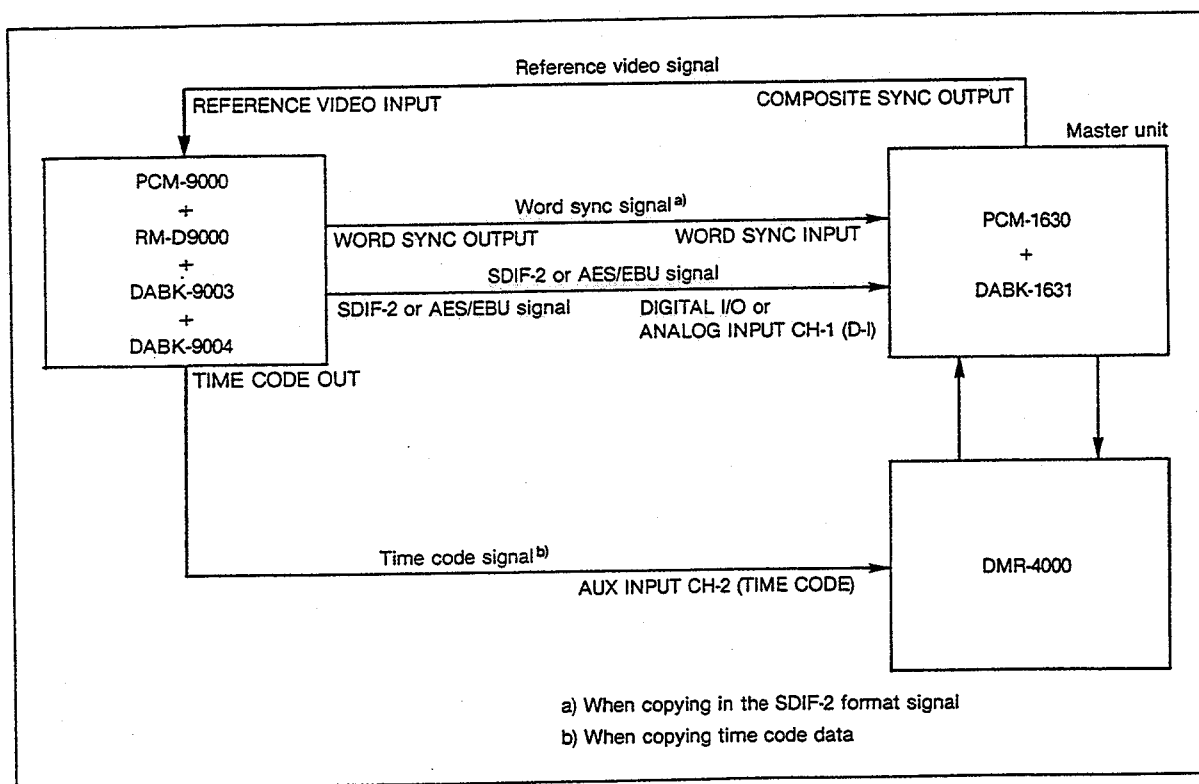 Reference video signal
REFERENCE VIDEO INPUT
COMPOSITE SYNC OUTPUT
Master unit
PCM-9000
+
RM-D9000
+
DABK-9003
+
DABK-9004
Word sync signal a)
WORD SYNC OUTPUT
WORD SYNC INPUT
SDIF-2 or AES/EBU signal
SDIF-2 or AES/EBU signal
DIGITAL I/O or
ANALOG INPUT CH-1 (D-I)
PCM-1630
+
DABK-1631
TIME CODE OUT
Time code signal b)
AUX INPUT CH-2 (TIME CODE)
DMR-4000
a) When copying in the SDIF-2 format signal
b) When copying time code data